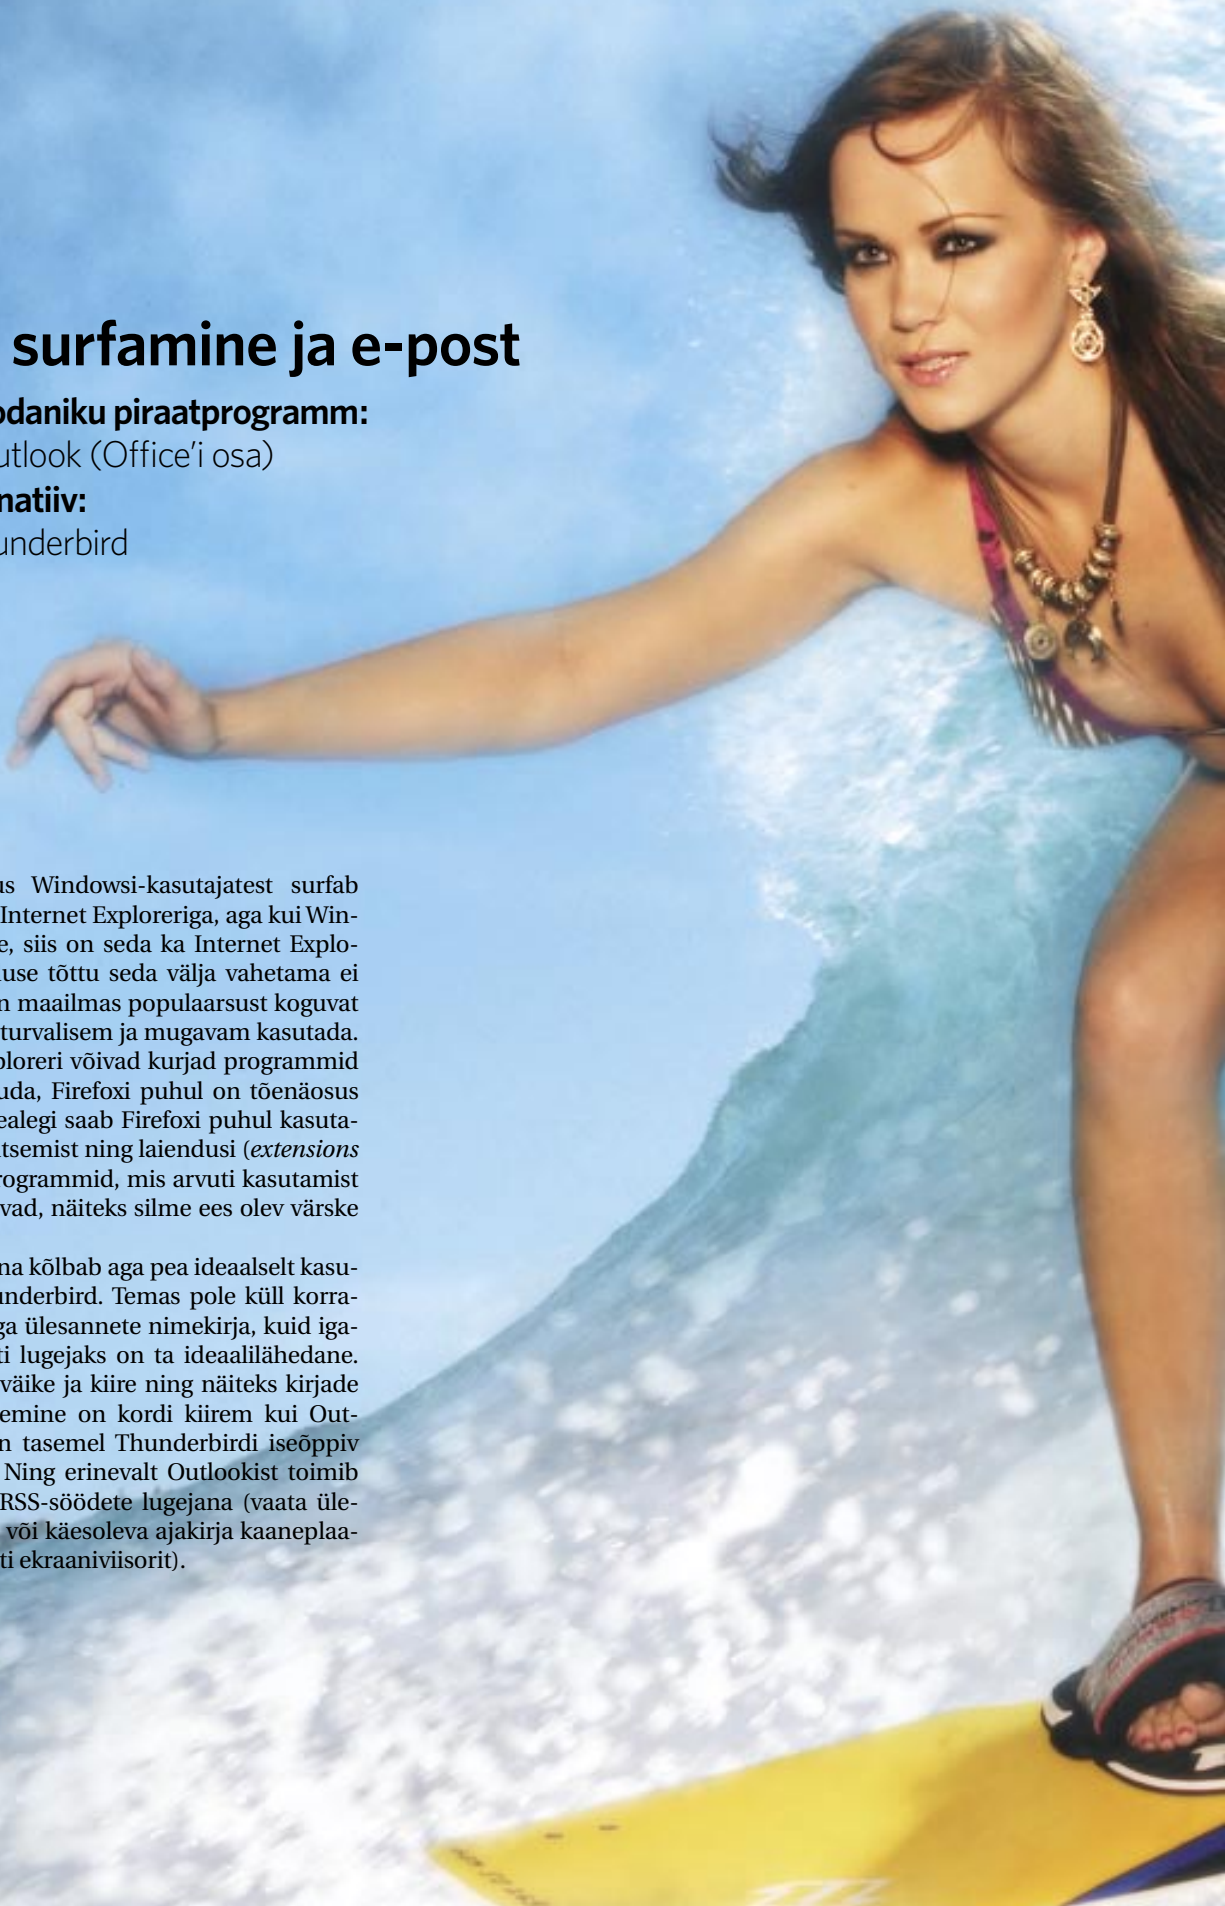 surfamine ja e-post
odaniku piraatprogramm:
utlook (Office'i osa)
natiiv:
underbird
us Windowsi-kasutajatest surfab
Internet Exploreriga, aga kui Win-
e, siis on seda ka Internet Explo-
use tõttu seda välja vahetama ei
n maailmas populaarsust koguvat
turvalisem ja mugavam kasutada.
ploreri võivad kurjad programmid
uda, Firefoxi puhul on tõenäosus
ealegi saab Firefoxi puhul kasuta-
tsemist ning laiendusi (extensions
rogrammid, mis arvuti kasutamist
vad, näiteks silme ees olev värske
na kõlbab aga pea ideaalselt kasu-
underbird. Temas pole küll korra-
ga ülesannete nimekirja, kuid iga-
ti lugejaks on ta ideaalilähedane.
väike ja kiire ning näiteks kirjade
emine on kordi kiirem kui Out-
n tasemel Thunderbirdi iseõppiv
Ning erinevalt Outlookist toimib
RSS-söödete lugejana (vaata üle-
või käesoleva ajakirja kaaneplaa-
ti ekraaniviisorit).